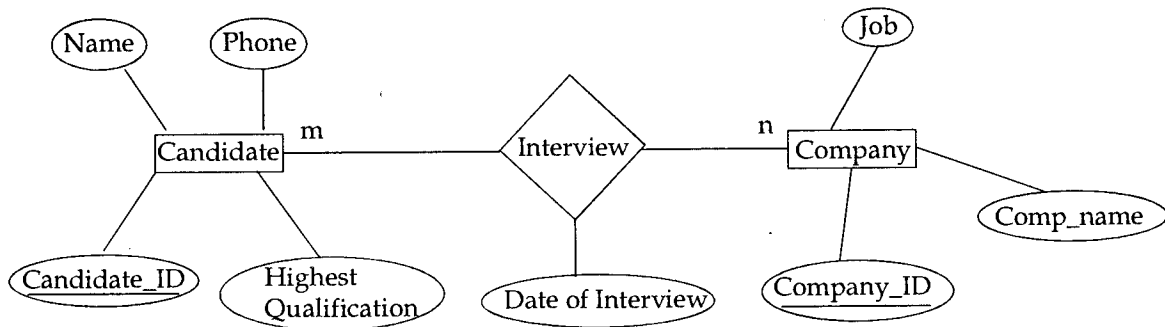 Name
Phone
Job
Candidate
m
Interview
n
Company
Comp_name
Candidate_ID
Highest
Qualification
Date of Interview
Company_ID